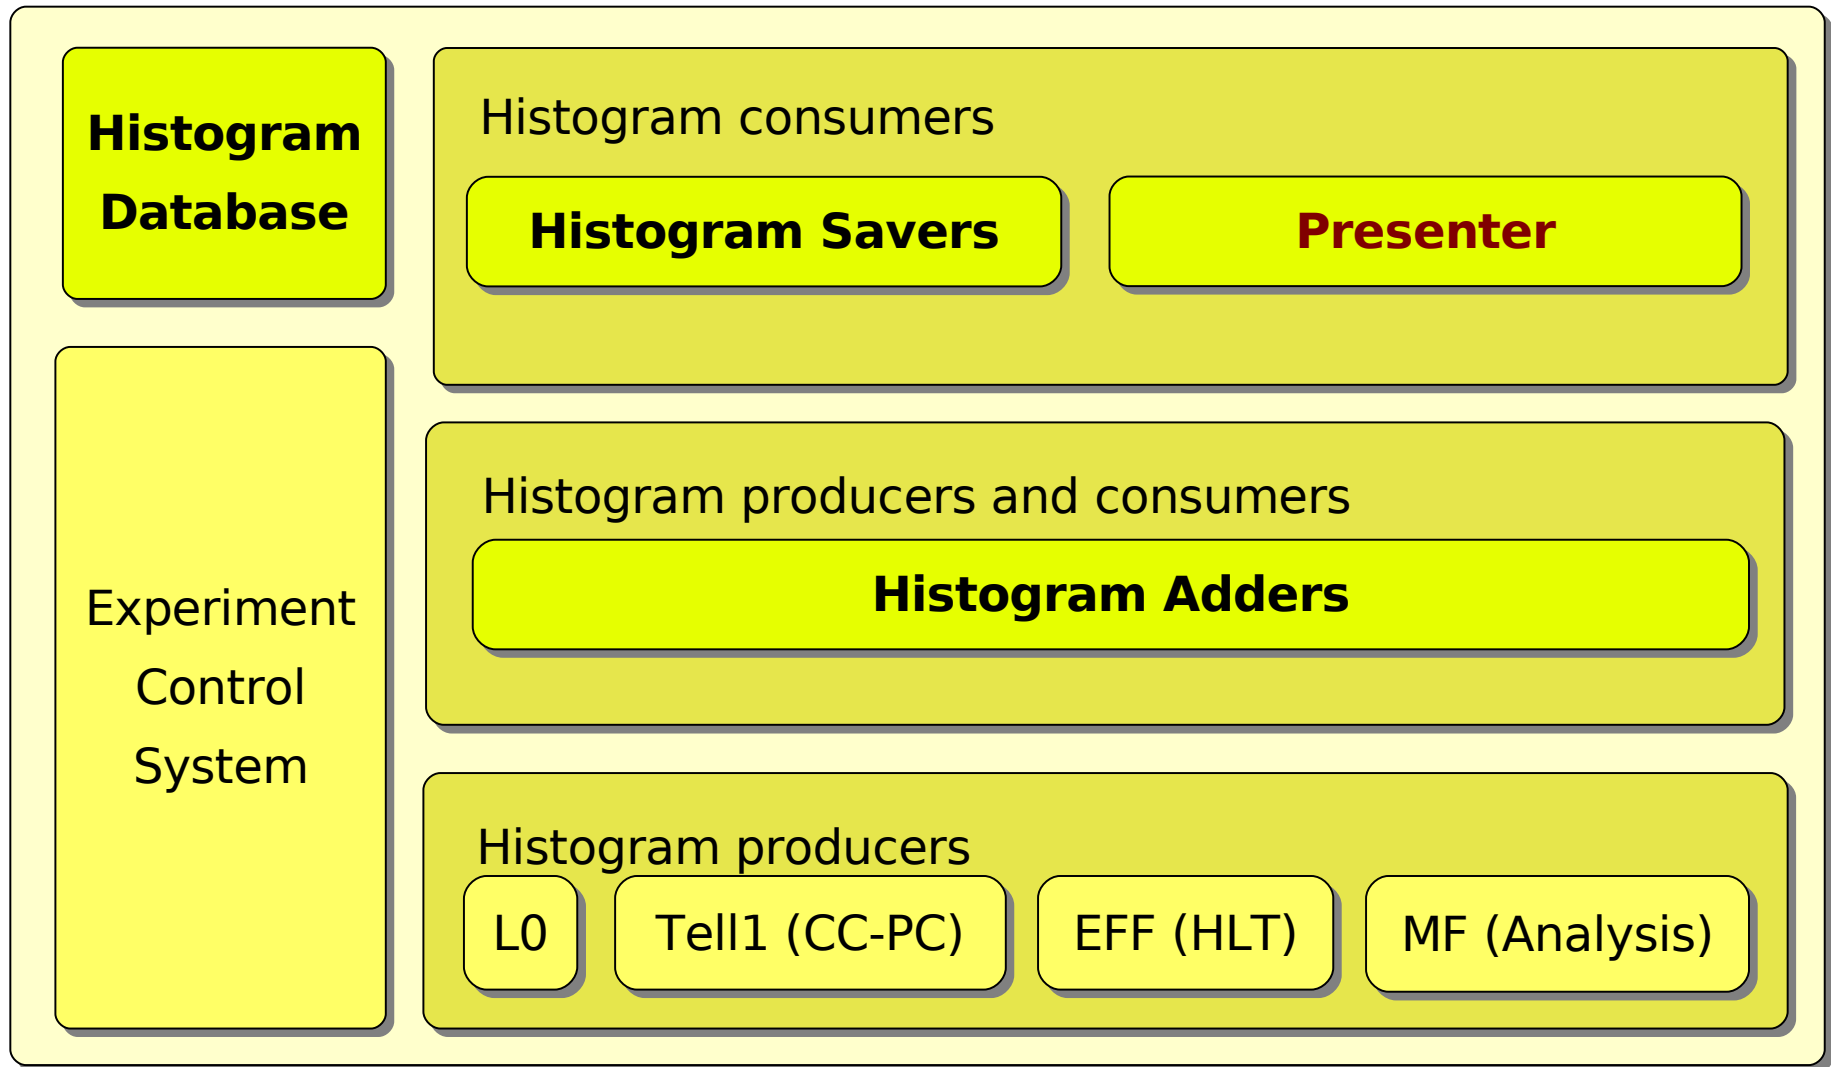 Histogram
Database
Experiment
Control
System
Histogram consumers
Histogram Savers
Presenter
Histogram producers and consumers
Histogram Adders
Histogram producers
L0
Tell1 (CC-PC)
EFF (HLT)
MF (Analysis)